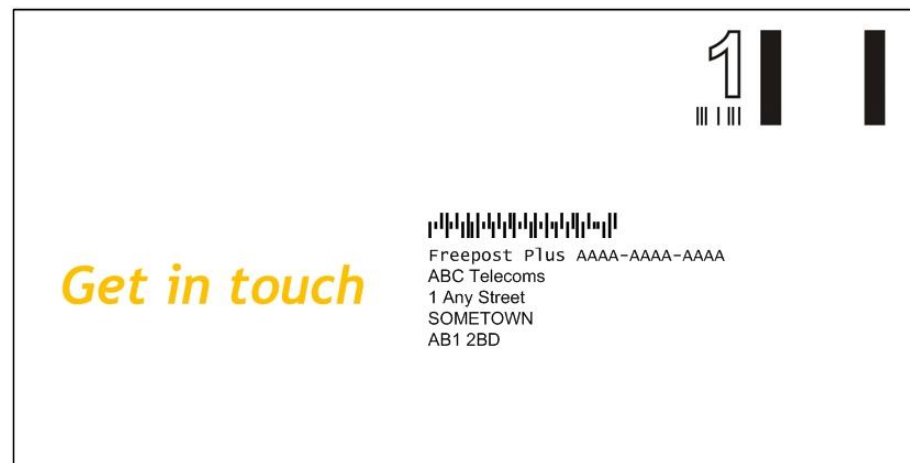 1
Get in touch
Freepost Plus AAAA-AAAA-AAAA
ABC Telecoms
1 Any Street
SOMETOWN
AB1 2BD